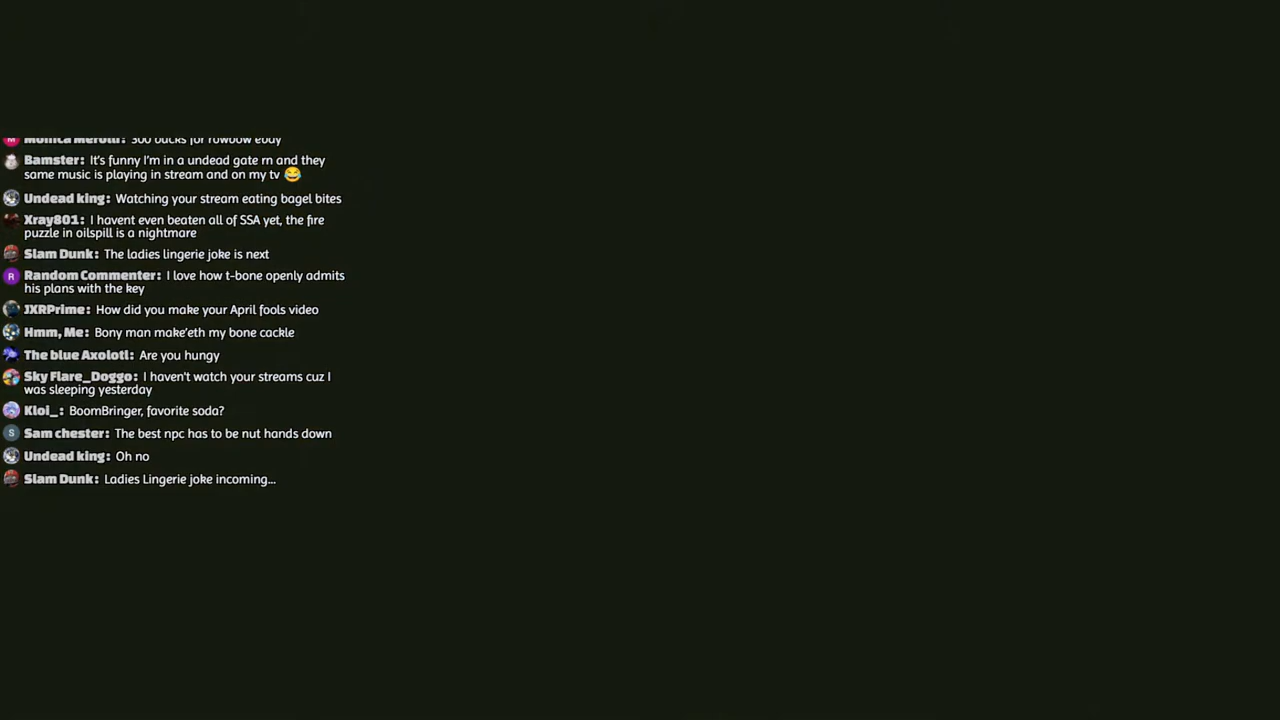 300 bucks for rowbow ebay
Bamster: It's funny I'm in a undead gate rn and they
same music is playing in stream and on my tv 😂
Undead king: Watching your stream eating bagel bites
Xray801: I havent even beaten all of SSA yet, the fire
puzzle in oilspill is a nightmare
Slam Dunk: The ladies lingerie joke is next
R Random Commenter: I love how t-bone openly admits
his plans with the key
JXRPrime: How did you make your April fools video
Hmm, Me: Bony man make'eth my bone cackle
The blue Axolotl: Are you hungy
Sky Flare_Doggo: I haven't watch your streams cuz I
was sleeping yesterday
Kloi_: BoomBringer, favorite soda?
S Sam chester: The best npc has to be nut hands down
Undead king: Oh no
Slam Dunk: Ladies Lingerie joke incoming...